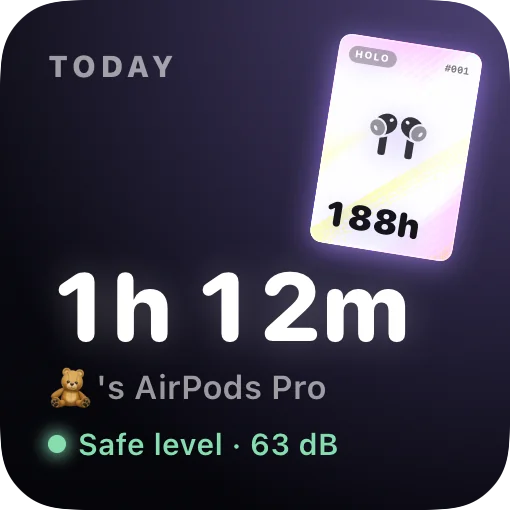 TODAY
HOLO
#001
188h
1h 12m
🧸's AirPods Pro
Safe level · 63 dB